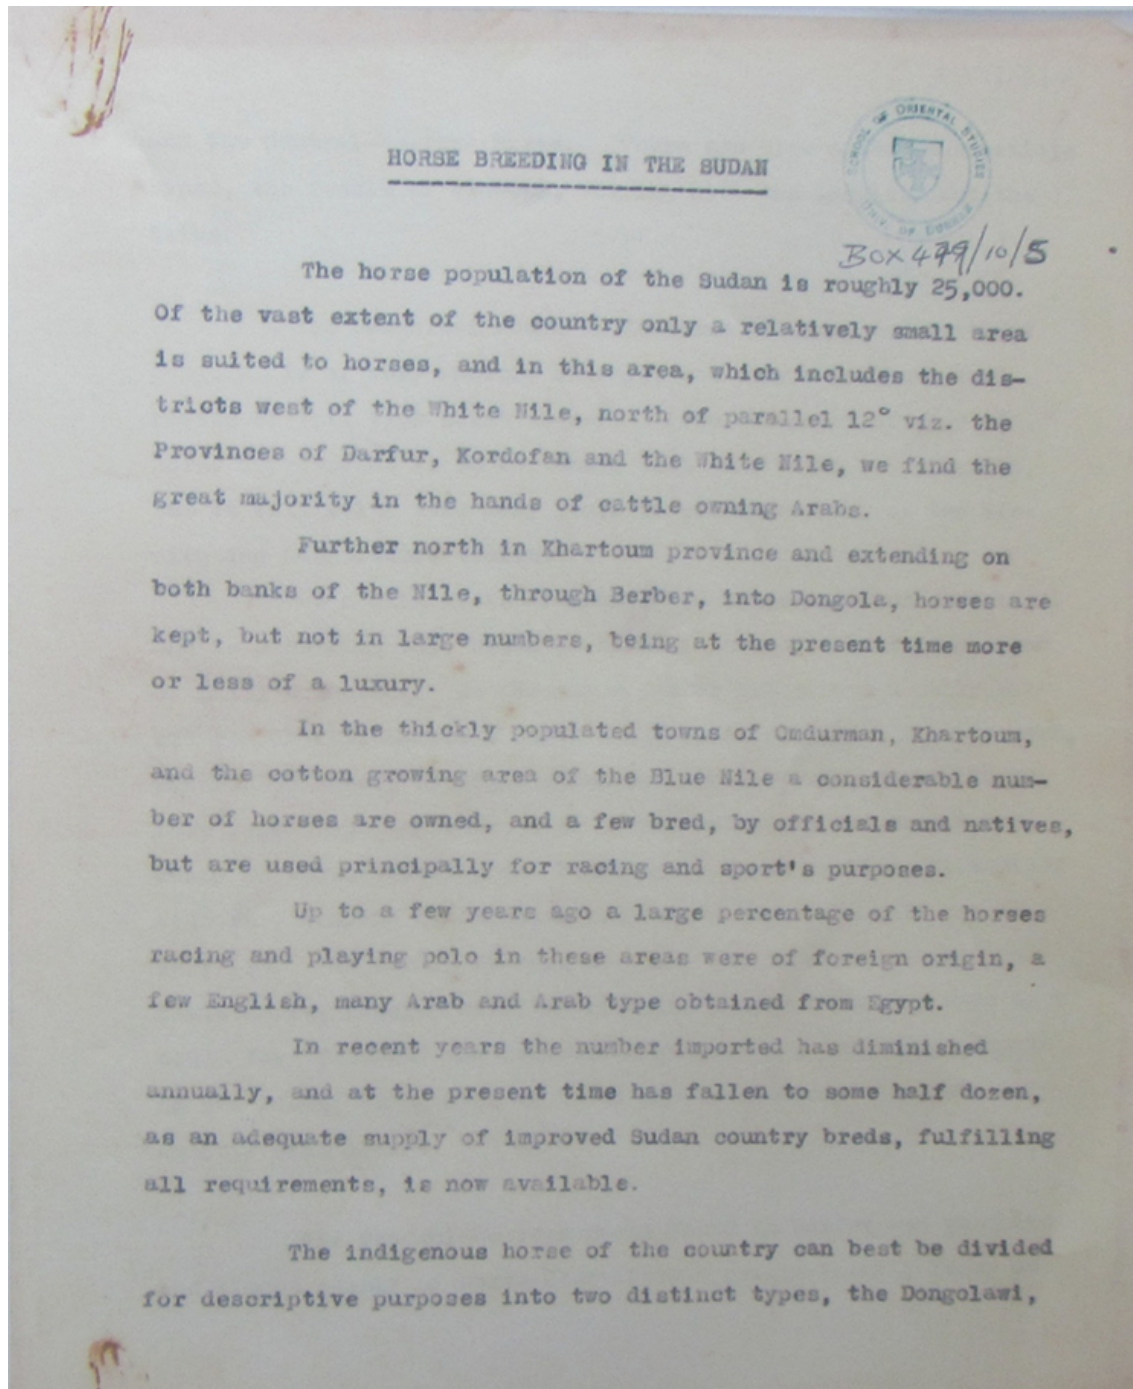 HORSE BREEDING IN THE SUDAN
SCHOOL OF ORIENTAL STUDIES
UNIV. OF DURHAM
BOX 479/10/5
The horse population of the Sudan is roughly 25,000.
Of the vast extent of the country only a relatively small area
is suited to horses, and in this area, which includes the dis-
tricts west of the White Nile, north of parallel 12° viz. the
Provinces of Darfur, Kordofan and the White Nile, we find the
great majority in the hands of cattle owning Arabs.
Further north in Khartoum province and extending on
both banks of the Nile, through Berber, into Dongola, horses are
kept, but not in large numbers, being at the present time more
or less of a luxury.
In the thickly populated towns of Omdurman, Khartoum,
and the cotton growing area of the Blue Nile a considerable num-
ber of horses are owned, and a few bred, by officials and natives,
but are used principally for racing and sport's purposes.
Up to a few years ago a large percentage of the horses
racing and playing polo in these areas were of foreign origin, a
few English, many Arab and Arab type obtained from Egypt.
In recent years the number imported has diminished
annually, and at the present time has fallen to some half dozen,
as an adequate supply of improved Sudan country breds, fulfilling
all requirements, is now available.
The indigenous horse of the country can best be divided
for descriptive purposes into two distinct types, the Dongolawi,